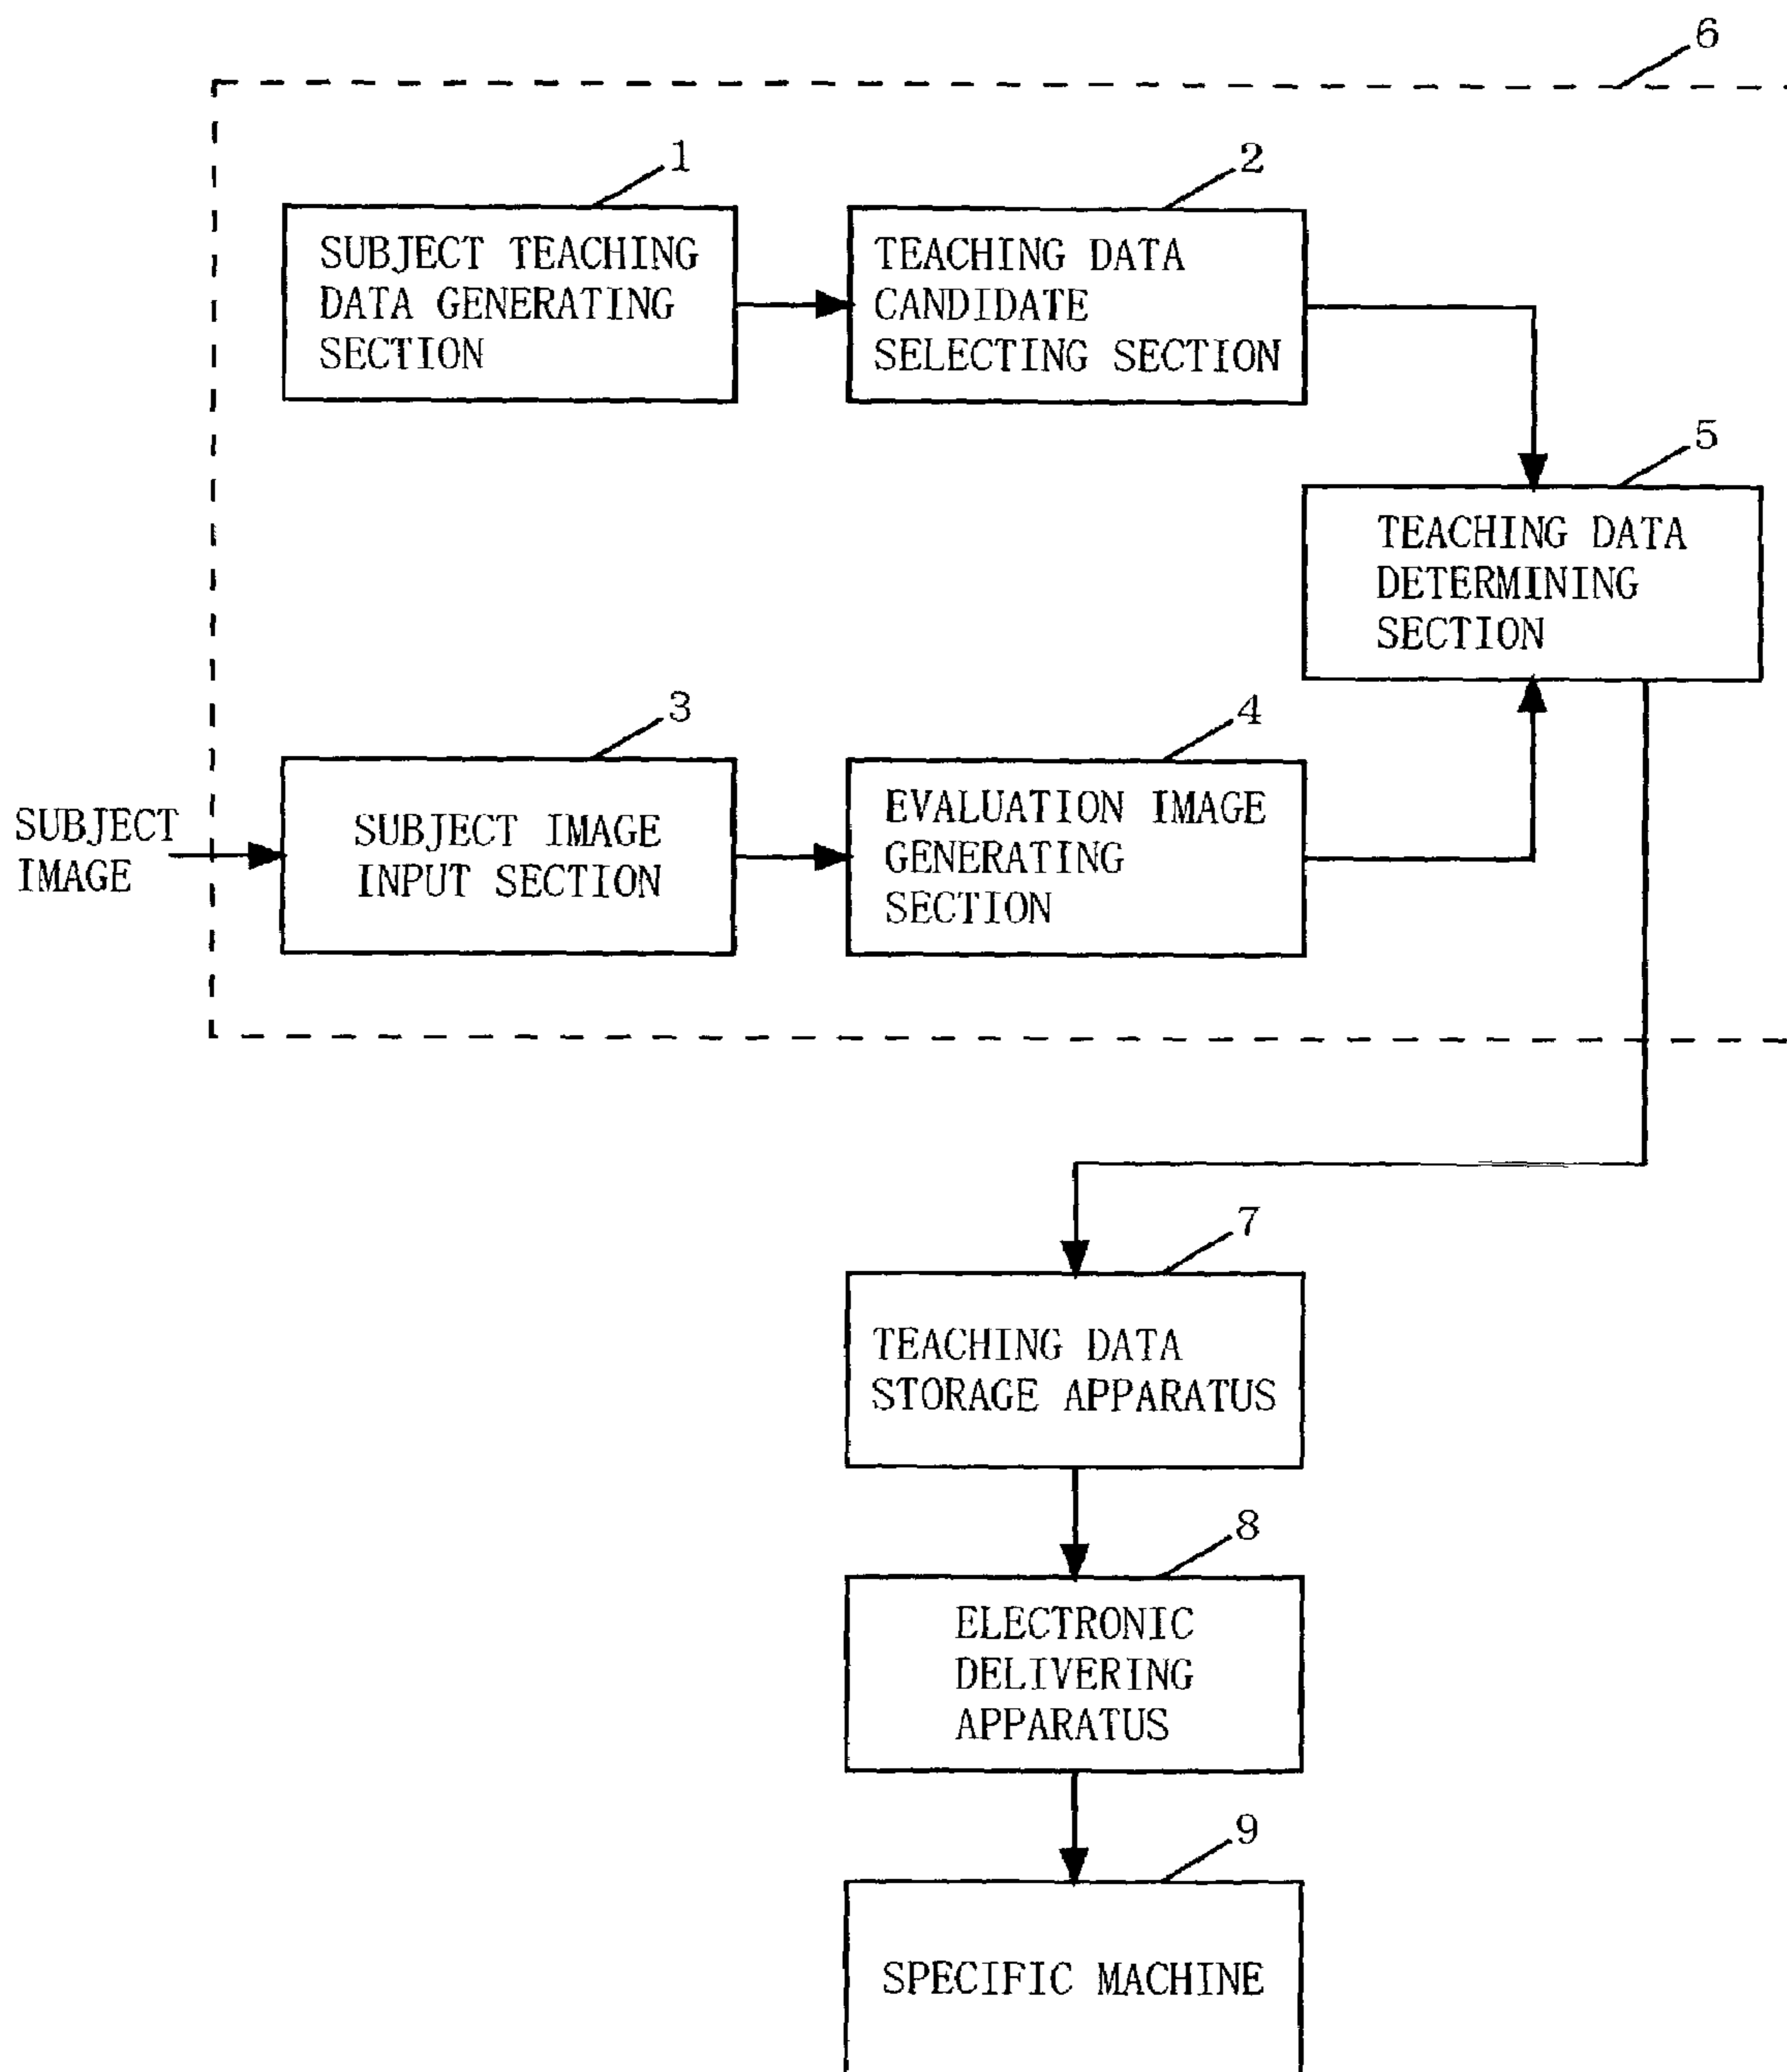 6
1
2
SUBJECT TEACHING
DATA GENERATING
SECTION
TEACHING DATA
CANDIDATE
SELECTING SECTION
5
TEACHING DATA
DETERMINING
SECTION
3
4
SUBJECT
IMAGE
SUBJECT IMAGE
INPUT SECTION
EVALUATION IMAGE
GENERATING
SECTION
7
TEACHING DATA
STORAGE APPARATUS
8
ELECTRONIC
DELIVERING
APPARATUS
9
SPECIFIC MACHINE